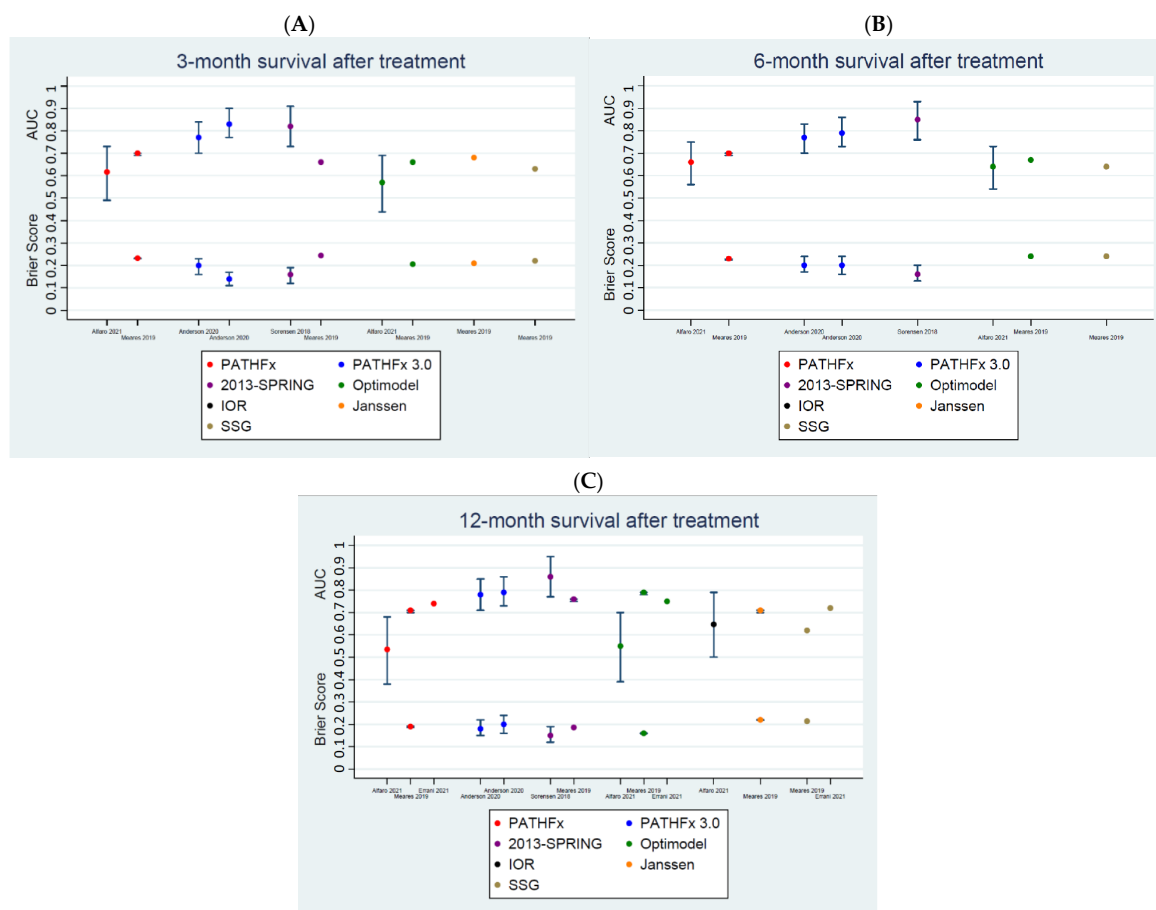 (A)
3-month survival after treatment
AUC
Brier Score
0 0.1 0.2 0.3 0.4 0.5 0.6 0.7 0.8 0.9 1
Alfaro 2021 Anderson 2020 Sorensen 2018 Alfaro 2021 Meares 2019
Meares 2019 Anderson 2020 Meares 2019 Meares 2019 Meares 2019
PATHFx PATHFx 3.0
2013-SPRING Optimodel
IOR Janssen
SSG
(B)
6-month survival after treatment
AUC
Brier Score
0 0.1 0.2 0.3 0.4 0.5 0.6 0.7 0.8 0.9 1
Alfaro 2021 Anderson 2020 Sorensen 2018 Meares 2019
Meares 2019 Anderson 2020 Alfaro 2021 Meares 2019
PATHFx PATHFx 3.0
2013-SPRING Optimodel
IOR Janssen
SSG
(C)
12-month survival after treatment
AUC
Brier Score
0 0.1 0.2 0.3 0.4 0.5 0.6 0.7 0.8 0.9 1
Alfaro 2021 Errani 2021 Anderson 2020 Meares 2019 Meares 2019 Alfaro 2021 Meares 2019
Meares 2019 Anderson 2020 Sorensen 2018 Alfaro 2021 Errani 2021 Meares 2019 Errani 2021
PATHFx PATHFx 3.0
2013-SPRING Optimodel
IOR Janssen
SSG